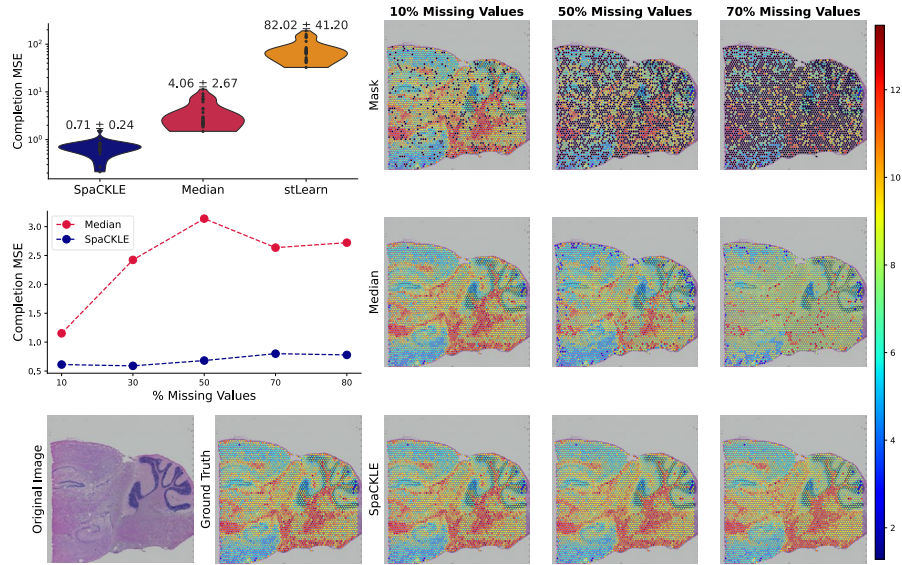 10% Missing Values 50% Missing Values 70% Missing Values
Completion MSE
10²
10¹
10⁰
82.02 ± 41.20
4.06 ± 2.67
0.71 ± 0.24
SpaCKLE Median stLearn
Mask
Completion MSE
3.0
2.5
2.0
1.5
1.0
0,5
Median
SpaCKLE
10 30 50 70 80
% Missing Values
Median
Original Image
Ground Truth
SpaCKLE
12
10
8
6
4
2